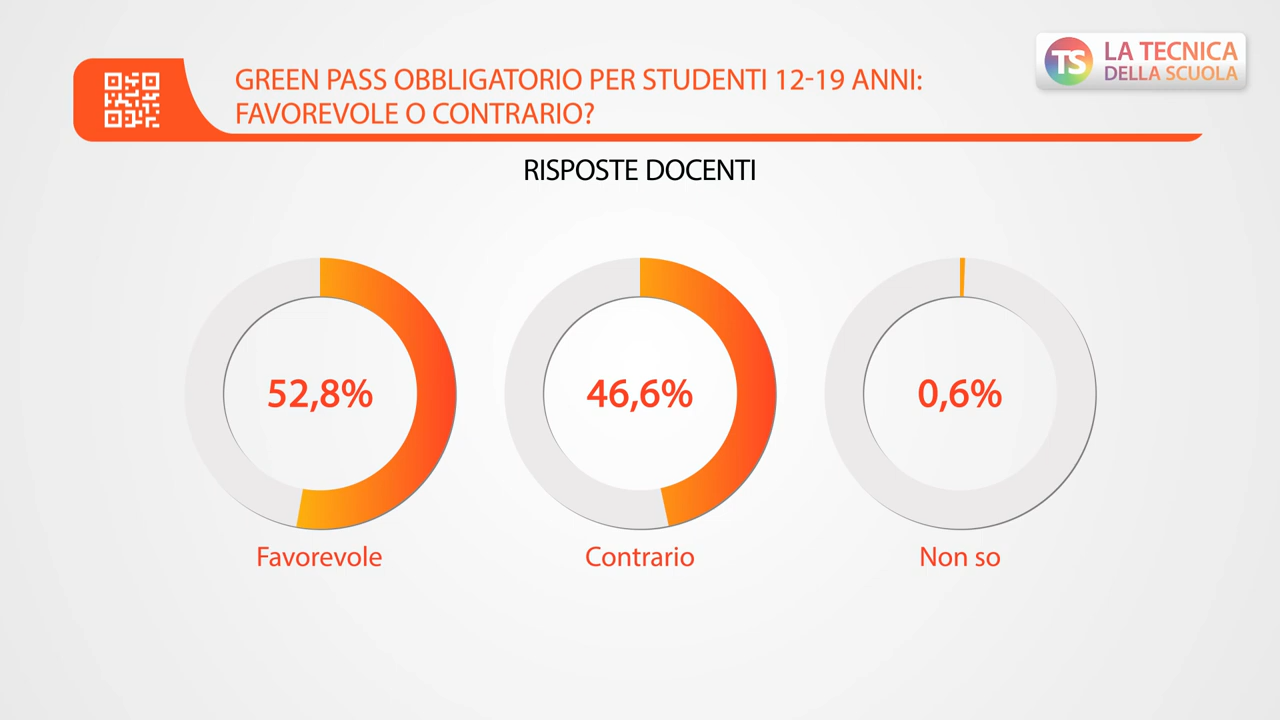 GREEN PASS OBBLIGATORIO PER STUDENTI 12-19 ANNI:
FAVOREVOLE O CONTRARIO?
TS
LA TECNICA
DELLA SCUOLA
RISPOSTE DOCENTI
52,8%
46,6%
0,6%
Favorevole
Contrario
Non so